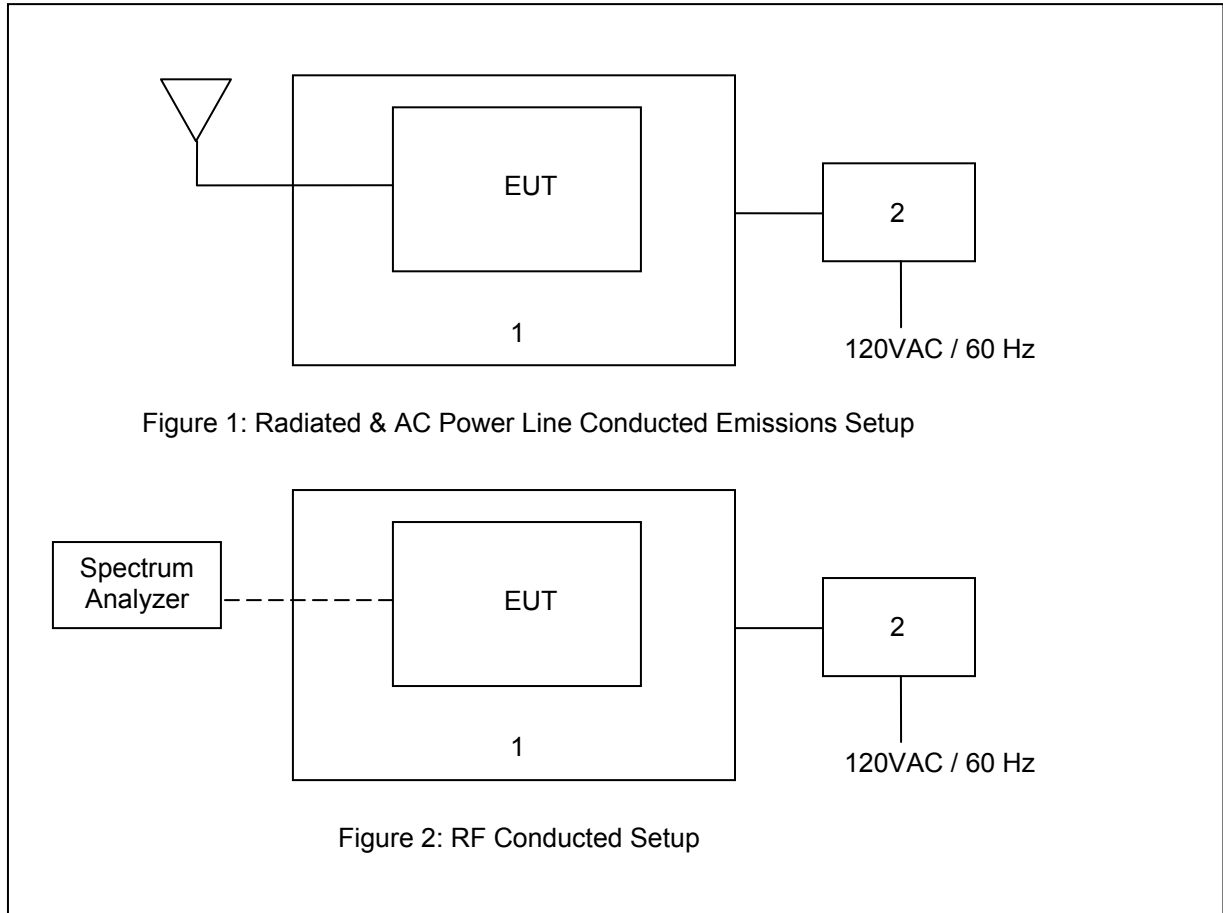 EUT
2
1
120VAC / 60 Hz
Figure 1: Radiated & AC Power Line Conducted Emissions Setup
Spectrum
Analyzer
EUT
2
1
120VAC / 60 Hz
Figure 2: RF Conducted Setup